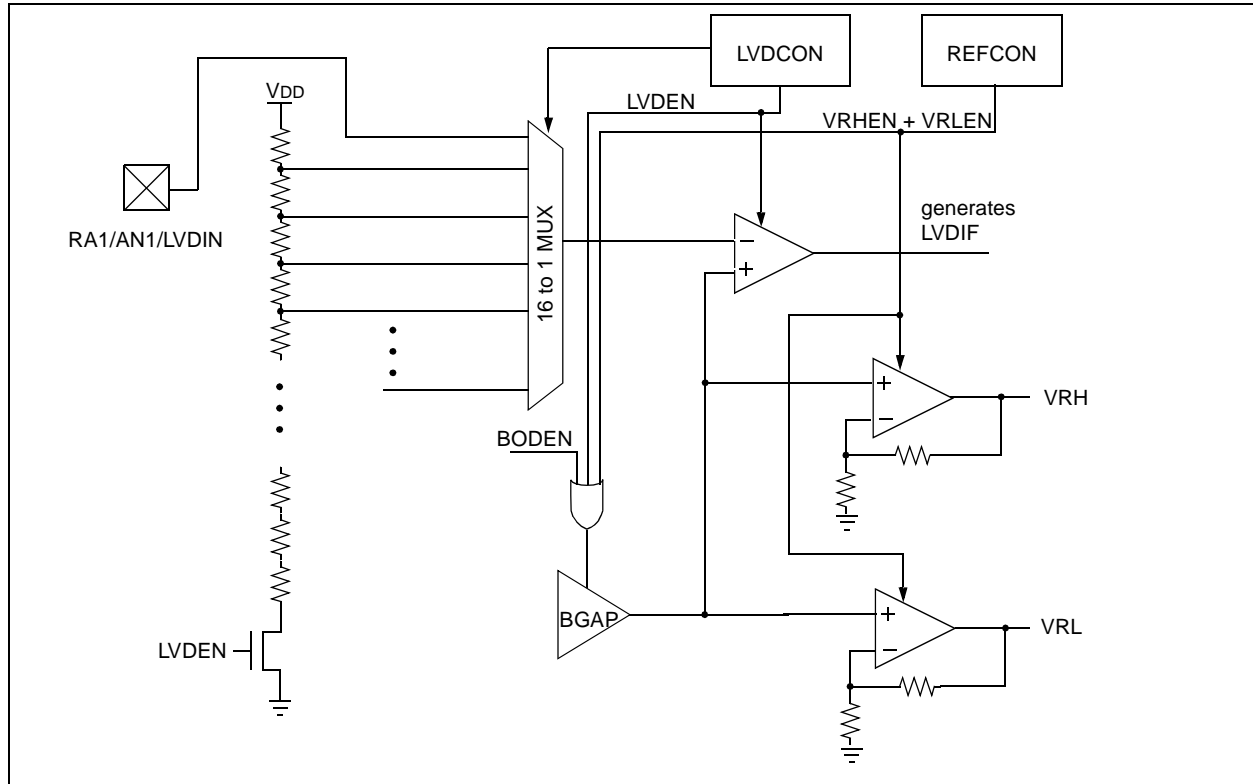 LVDCON
REFCON
VDD
LVDEN
VRHEN + VRLEN
RA1/AN1/LVDIN
16 to 1 MUX
generates
LVDIF
−
+
+
−
VRH
BODEN
BGAP
+
−
VRL
LVDEN